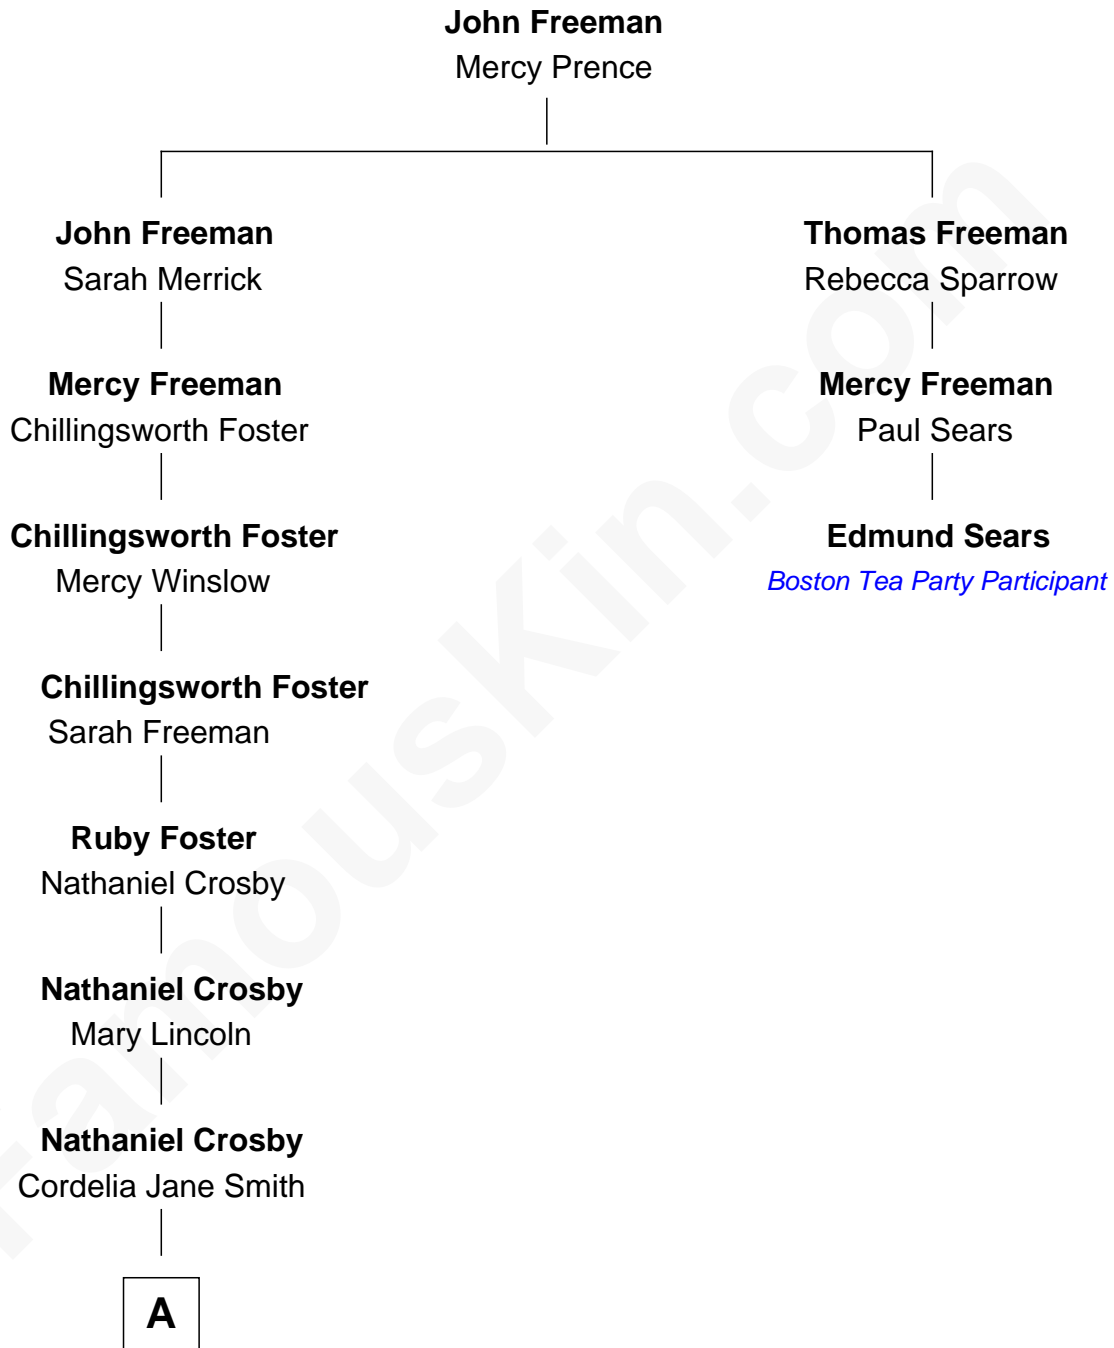 John Freeman
Mercy Prence
John Freeman
Sarah Merrick
Thomas Freeman
Rebecca Sparrow
Mercy Freeman
Chillingsworth Foster
Mercy Freeman
Paul Sears
Chillingsworth Foster
Mercy Winslow
Edmund Sears
Boston Tea Party Participant
Chillingsworth Foster
Sarah Freeman
Ruby Foster
Nathaniel Crosby
Nathaniel Crosby
Mary Lincoln
Nathaniel Crosby
Cordelia Jane Smith
A
FamousKin.com